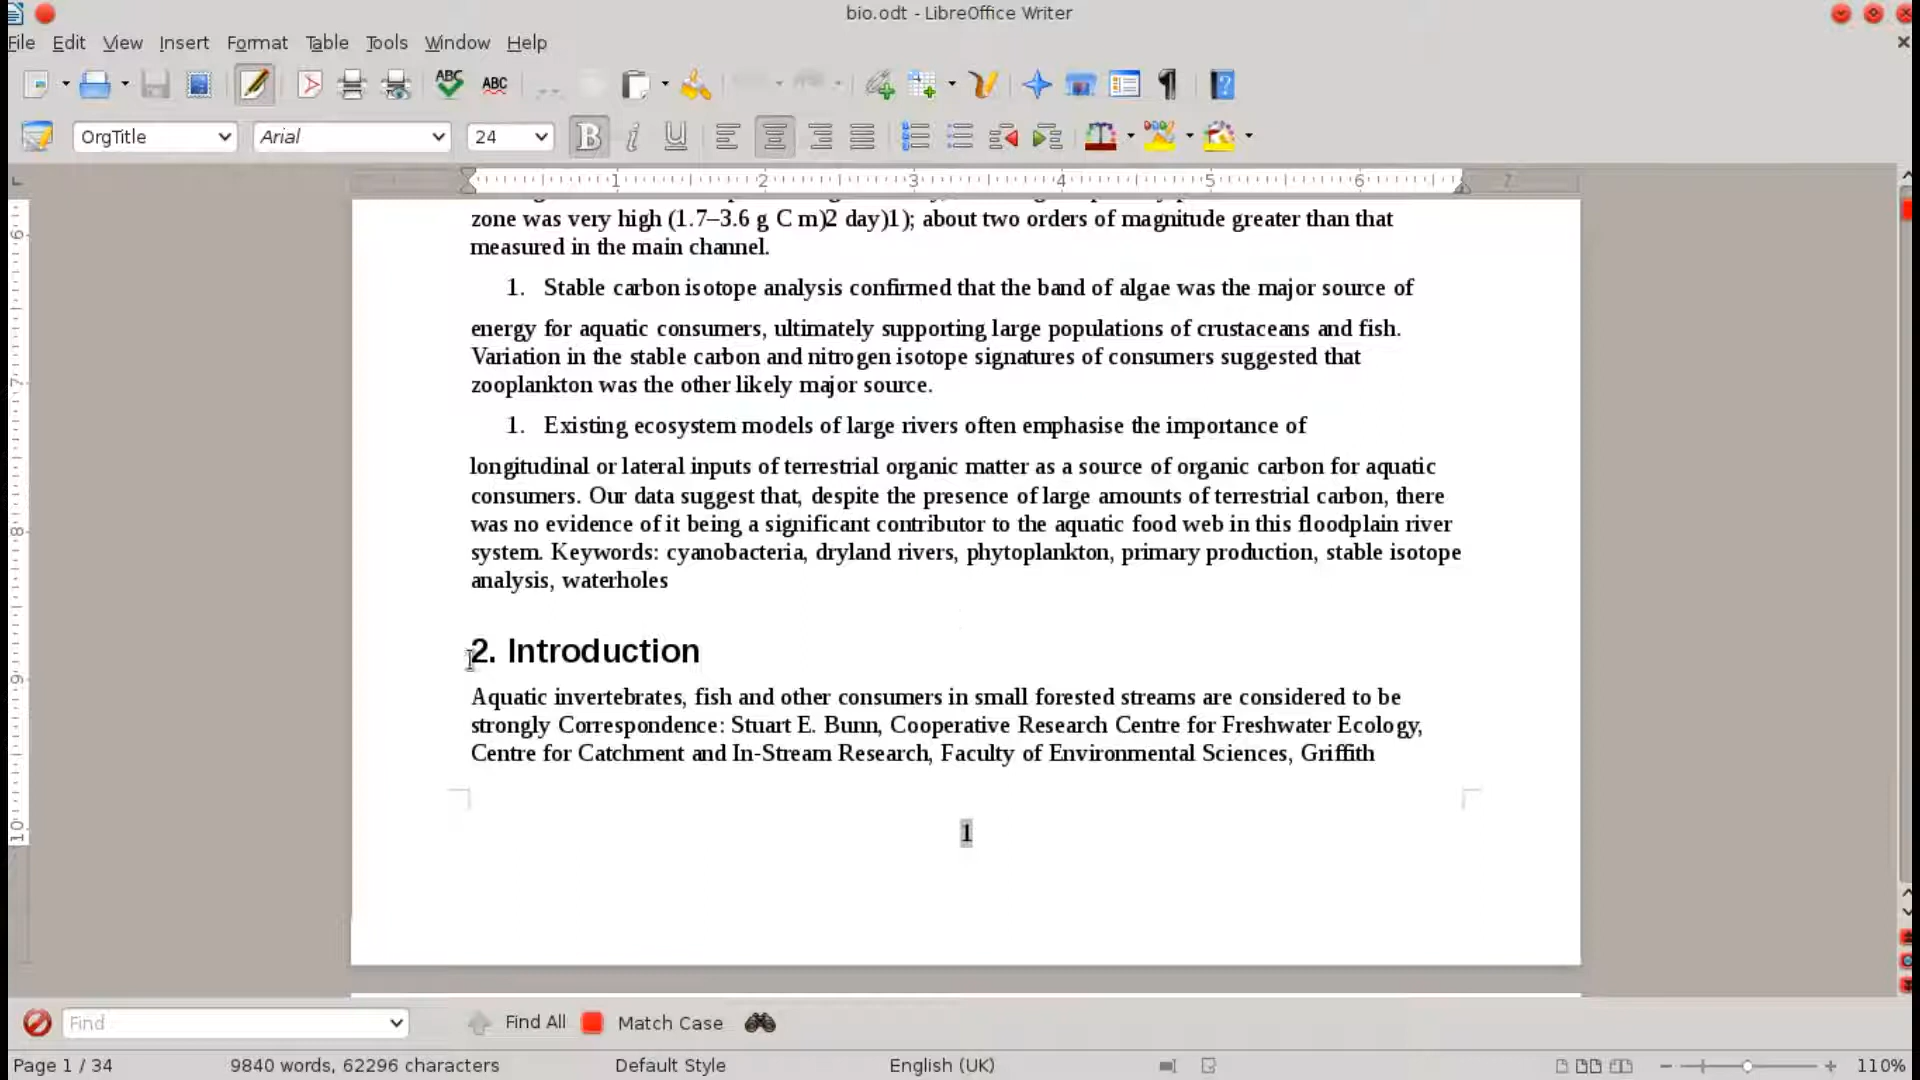 bio.odt - LibreOffice Writer
File Edit View Insert Format Table Tools Window Help
OrgTitle Arial 24
1 2 3 4 5 6 7
zone was very high (1.7–3.6 g C m)2 day)1); about two orders of magnitude greater than that
measured in the main channel.
1. Stable carbon isotope analysis confirmed that the band of algae was the major source of
energy for aquatic consumers, ultimately supporting large populations of crustaceans and fish.
Variation in the stable carbon and nitrogen isotope signatures of consumers suggested that
zooplankton was the other likely major source.
1. Existing ecosystem models of large rivers often emphasise the importance of
longitudinal or lateral inputs of terrestrial organic matter as a source of organic carbon for aquatic
consumers. Our data suggest that, despite the presence of large amounts of terrestrial carbon, there
was no evidence of it being a significant contributor to the aquatic food web in this floodplain river
system. Keywords: cyanobacteria, dryland rivers, phytoplankton, primary production, stable isotope
analysis, waterholes
2. Introduction
Aquatic invertebrates, fish and other consumers in small forested streams are considered to be
strongly Correspondence: Stuart E. Bunn, Cooperative Research Centre for Freshwater Ecology,
Centre for Catchment and In-Stream Research, Faculty of Environmental Sciences, Griffith
1
Find Find All Match Case
Page 1 / 34 9840 words, 62296 characters Default Style English (UK) 110%